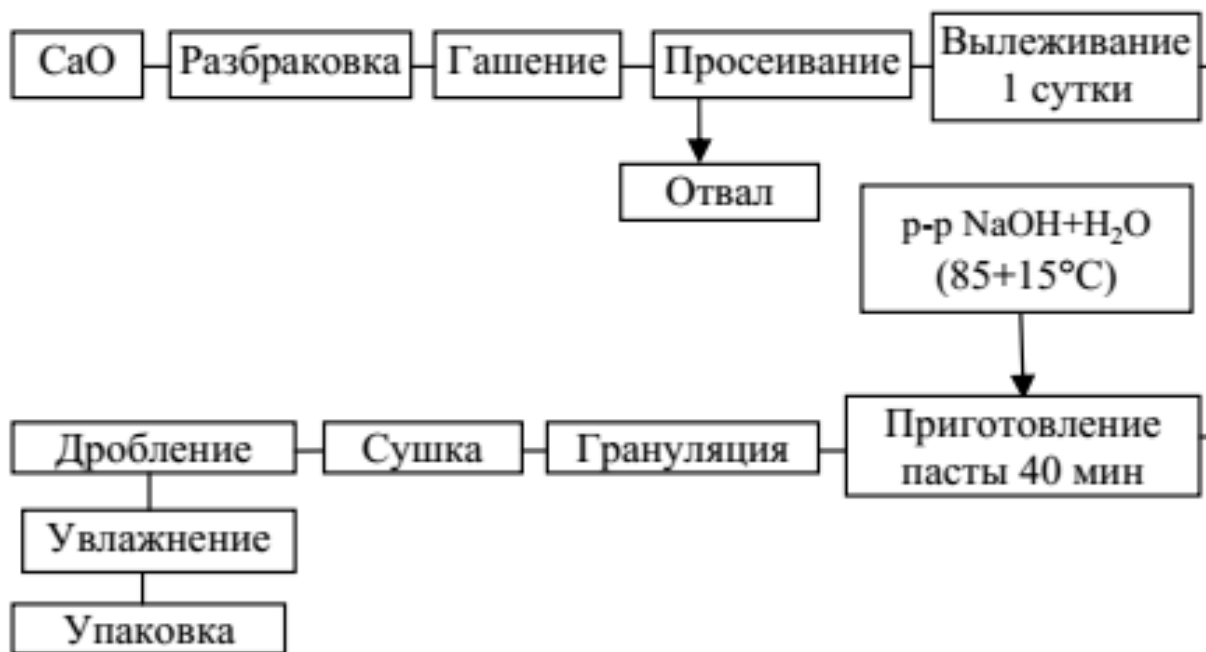 CaO
Разбраковка
Гашение
Просеивание
Вылеживание
1 сутки
Отвал
р-р NaOH+H₂O
(85+15°C)
Приготовление
пасты 40 мин
Грануляция
Сушка
Дробление
Увлажнение
Упаковка